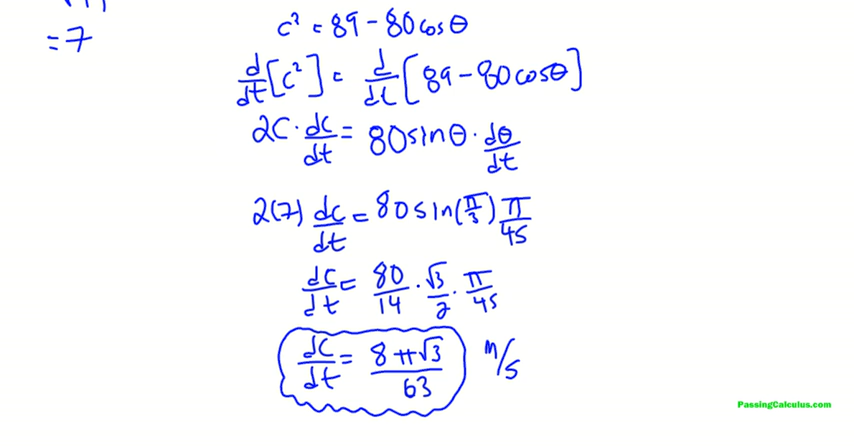 = 7
c² = 89 - 80cosθ
d/dt[c²] = d/dt[89 - 80cosθ]
2c · dc/dt = 80sinθ · dθ/dt
2(7) dc/dt = 80sin(π/3) π/45
dc/dt = 80/14 · √3/2 · π/45
dc/dt = 8π√3/63 m/s
PassingCalculus.com